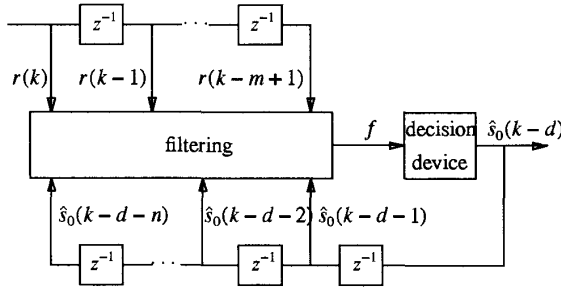 z⁻¹ · · · z⁻¹
r(k) r(k−1) r(k−m+1)
filtering
f
decision
device
ŝ₀(k−d)
ŝ₀(k−d−n) ŝ₀(k−d−2) ŝ₀(k−d−1)
z⁻¹ · · · z⁻¹ z⁻¹